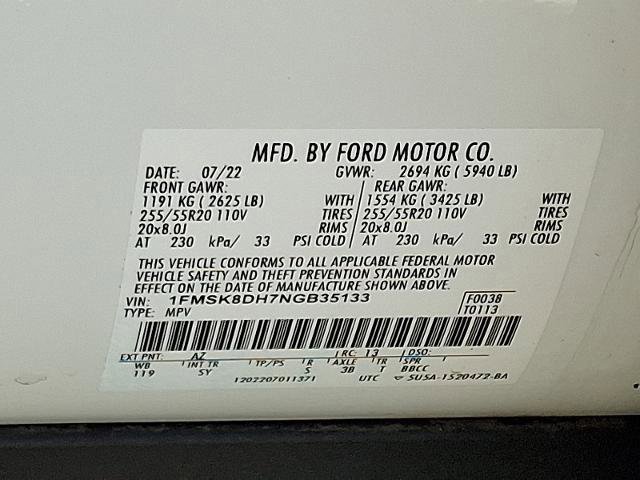 MFD. BY FORD MOTOR CO.
DATE: 07/22 GVWR: 2694 KG ( 5940 LB)
FRONT GAWR: REAR GAWR:
1191 KG ( 2625 LB) WITH 1554 KG ( 3425 LB) WITH
255/55R20 110V TIRES 255/55R20 110V TIRES
20x8.0J RIMS 20x8.0J RIMS
AT 230 kPa/ 33 PSI COLD AT 230 kPa/ 33 PSI COLD
THIS VEHICLE CONFORMS TO ALL APPLICABLE FEDERAL MOTOR
VEHICLE SAFETY AND THEFT PREVENTION STANDARDS IN
EFFECT ON THE DATE OF MANUFACTURE SHOWN ABOVE.
VIN: 1FMSK8DH7NGB35133 F0038
TYPE: MPV T0113
EXT PNT: AZ RC: 13 DSO:
WB INT TR TP/PS R AXLE TR SPR
119 SY S 3B T BBCC
1202207011371 UTC 5USA-1520472-BA